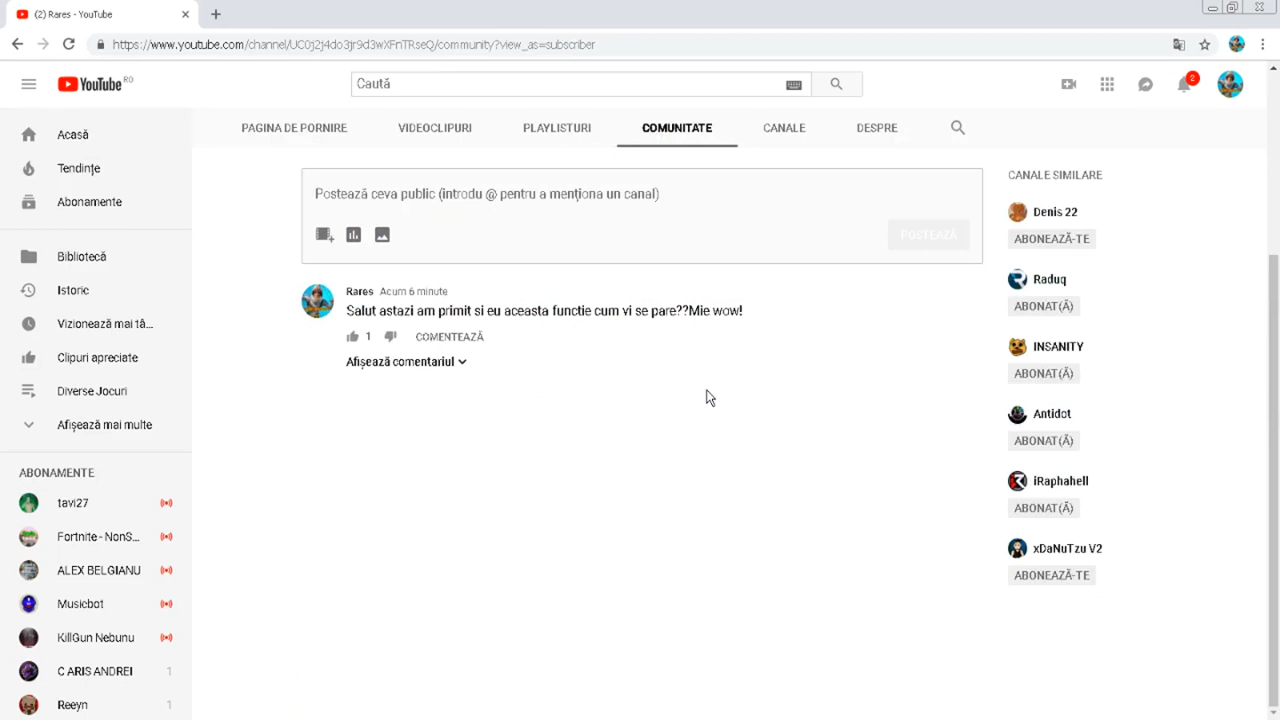 (2) Rares - YouTube
https://www.youtube.com/channel/UC0j2j4do3jr9d3wXFnTRseQ/community?view_as=subscriber
YouTube RO
Caută
2
PAGINA DE PORNIRE VIDEOCLIPURI PLAYLISTURI COMUNITATE CANALE DESPRE
Acasă
Tendințe
Abonamente
Bibliotecă
Istoric
Vizionează mai tâ...
Clipuri apreciate
Diverse Jocuri
Afișează mai multe
ABONAMENTE
tavi27
Fortnite - NonS...
ALEX BELGIANU
Musicbot
KillGun Nebunu
C ARIS ANDREI 1
Reeyn 1
Postează ceva public (introdu @ pentru a menționa un canal)
POSTEAZĂ
Rares Acum 6 minute
Salut astazi am primit si eu aceasta functie cum vi se pare??Mie wow!
1 COMENTEAZĂ
Afișează comentariul
CANALE SIMILARE
Denis 22
ABONEAZĂ-TE
Raduq
ABONAT(Ă)
INSANITY
ABONAT(Ă)
Antidot
ABONAT(Ă)
iRaphahell
ABONAT(Ă)
xDaNuTzu V2
ABONEAZĂ-TE